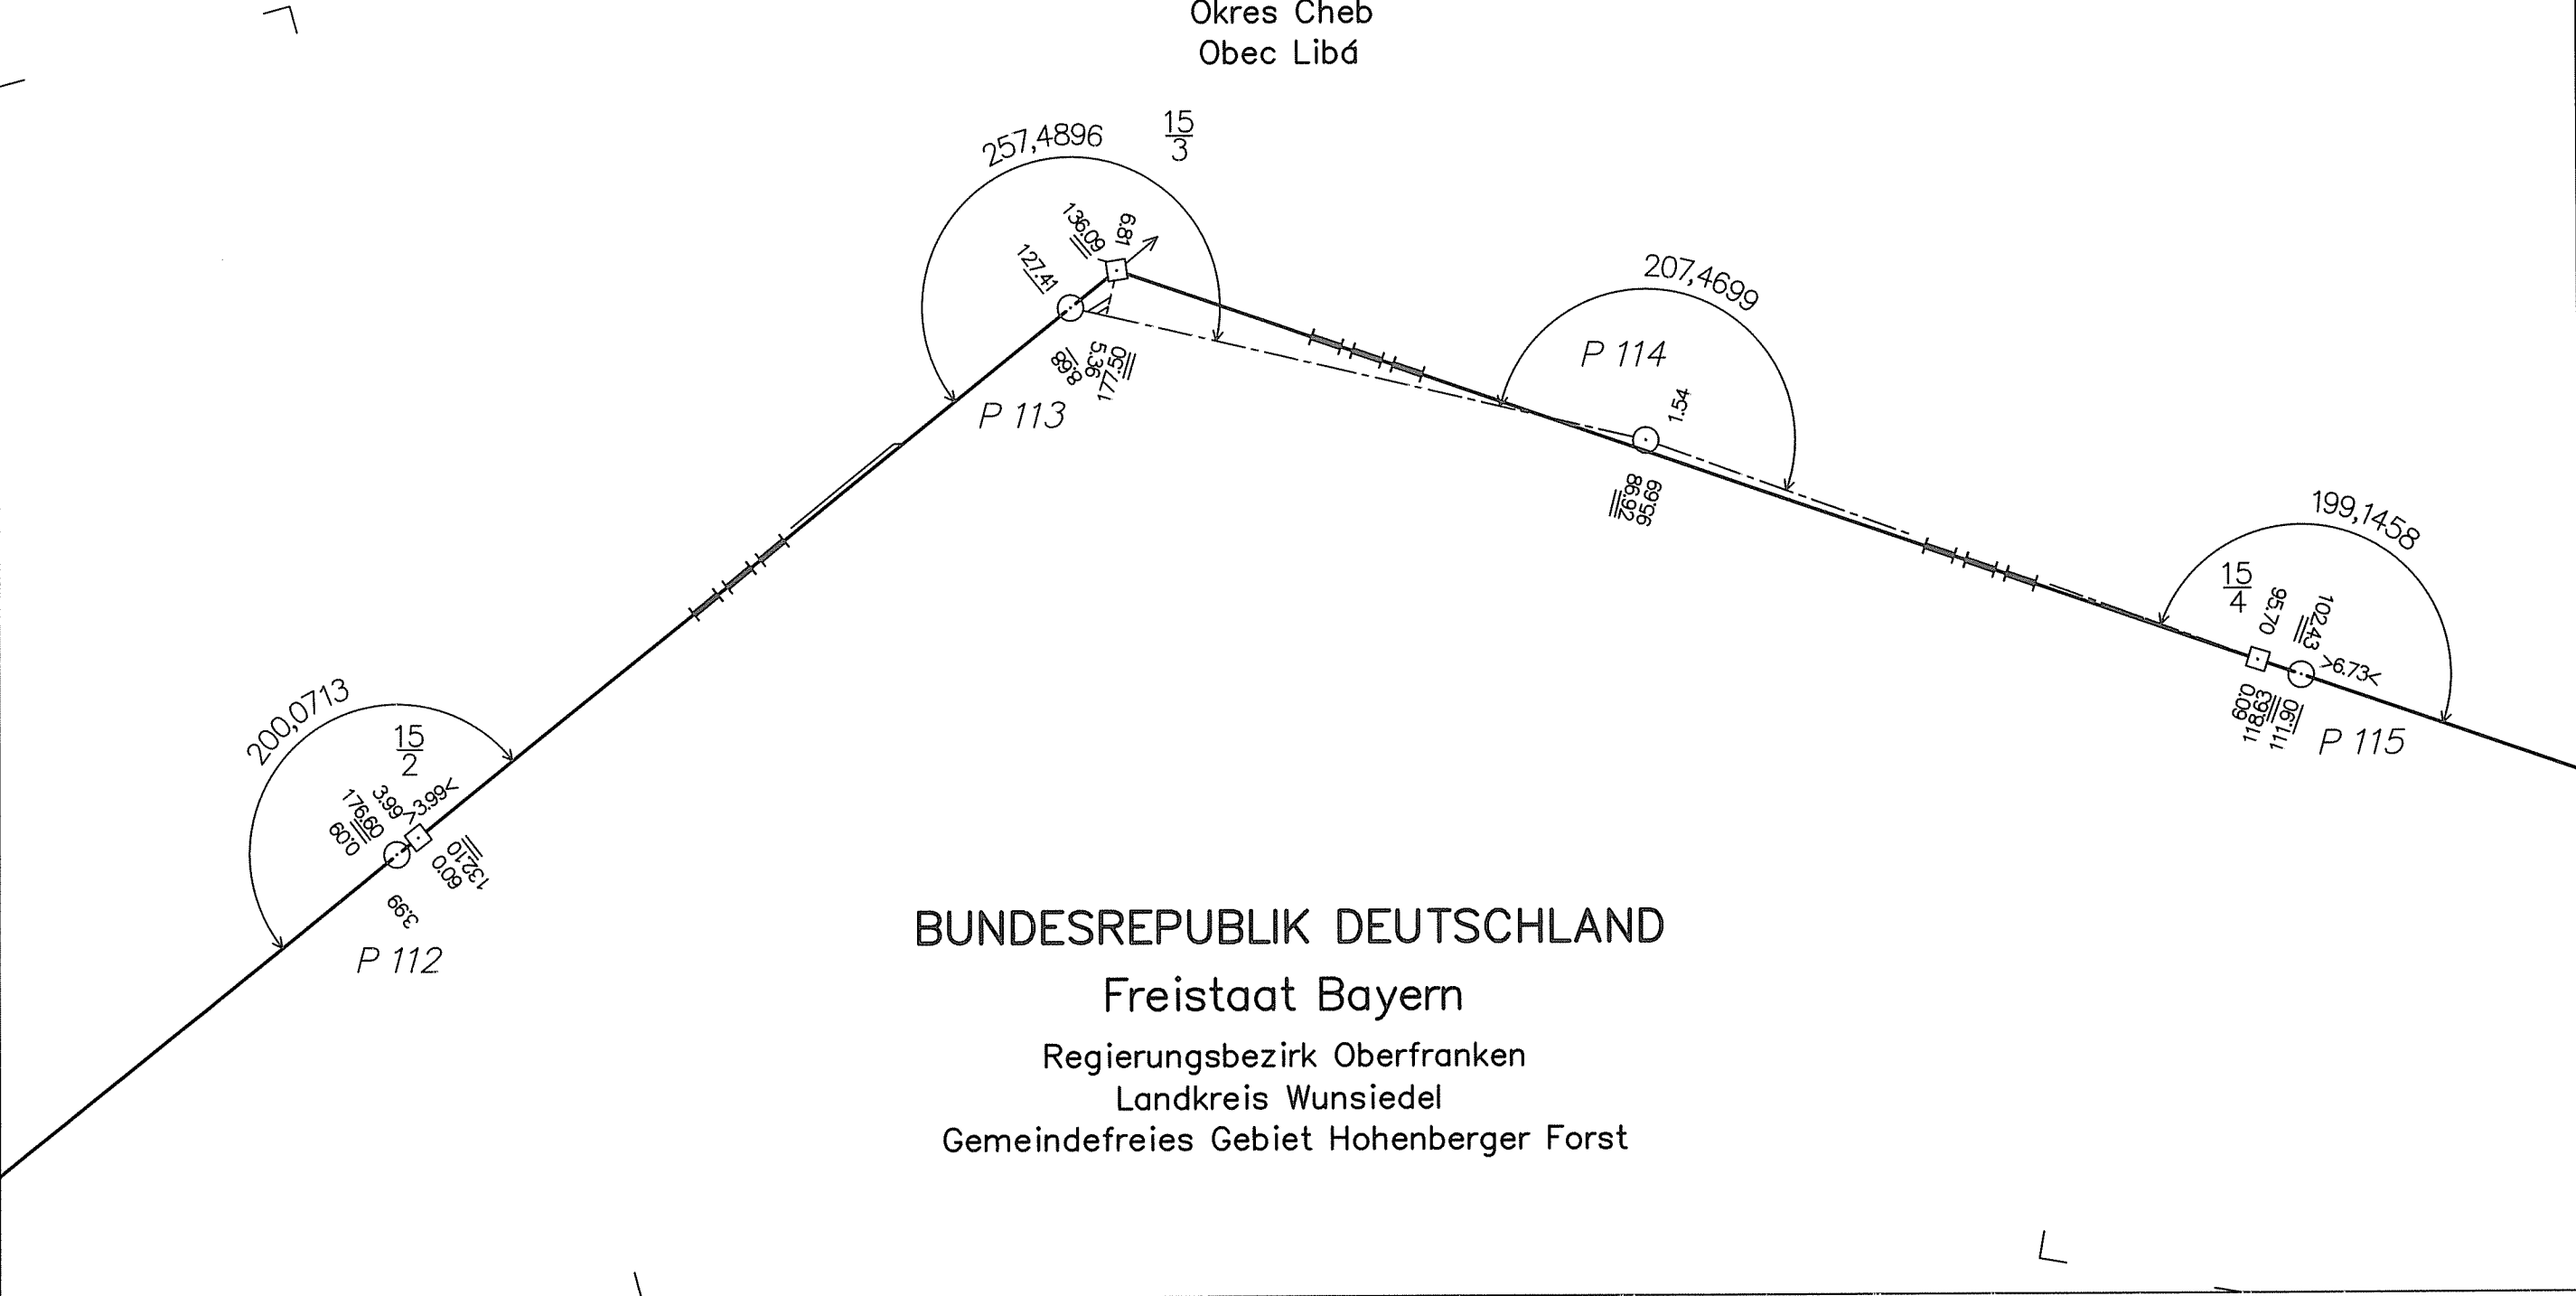 Okres Cheb
Obec Libá
257,4896
15
3
136.09
6.81
127.41
8.68
5.36
177.50
P 113
207,4699
P 114
1.54
86.92
95.69
199,1458
15
4
95.70
102.43
>6.73<
0.09
118.63
111.90
P 115
200,0713
15
2
0.09
176.60
3.99
>3.99<
0.09
132.10
3.99
P 112
BUNDESREPUBLIK DEUTSCHLAND
Freistaat Bayern
Regierungsbezirk Oberfranken
Landkreis Wunsiedel
Gemeindefreies Gebiet Hohenberger Forst